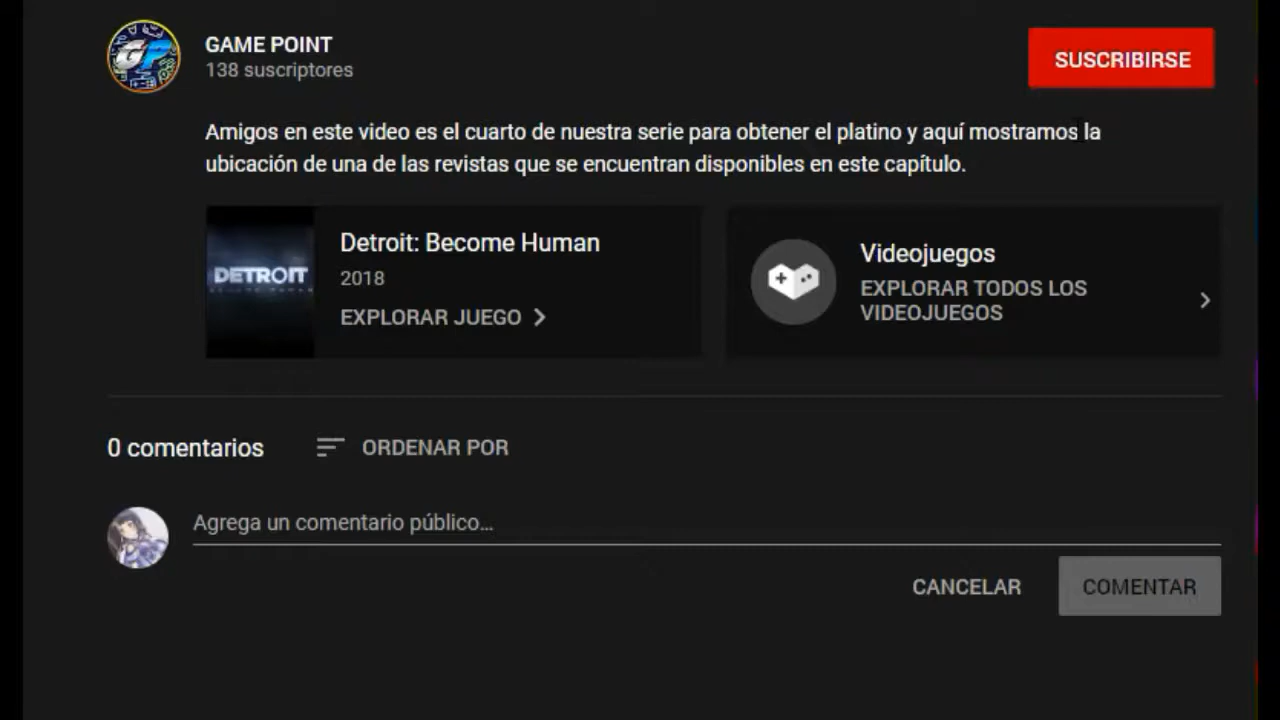 GP
GAME POINT
138 suscriptores
SUSCRIBIRSE
Amigos en este video es el cuarto de nuestra serie para obtener el platino y aquí mostramos la
ubicación de una de las revistas que se encuentran disponibles en este capítulo.
DETROIT
BECOME HUMAN
Detroit: Become Human
2018
EXPLORAR JUEGO
Videojuegos
EXPLORAR TODOS LOS
VIDEOJUEGOS
0 comentarios
ORDENAR POR
Agrega un comentario público...
CANCELAR
COMENTAR